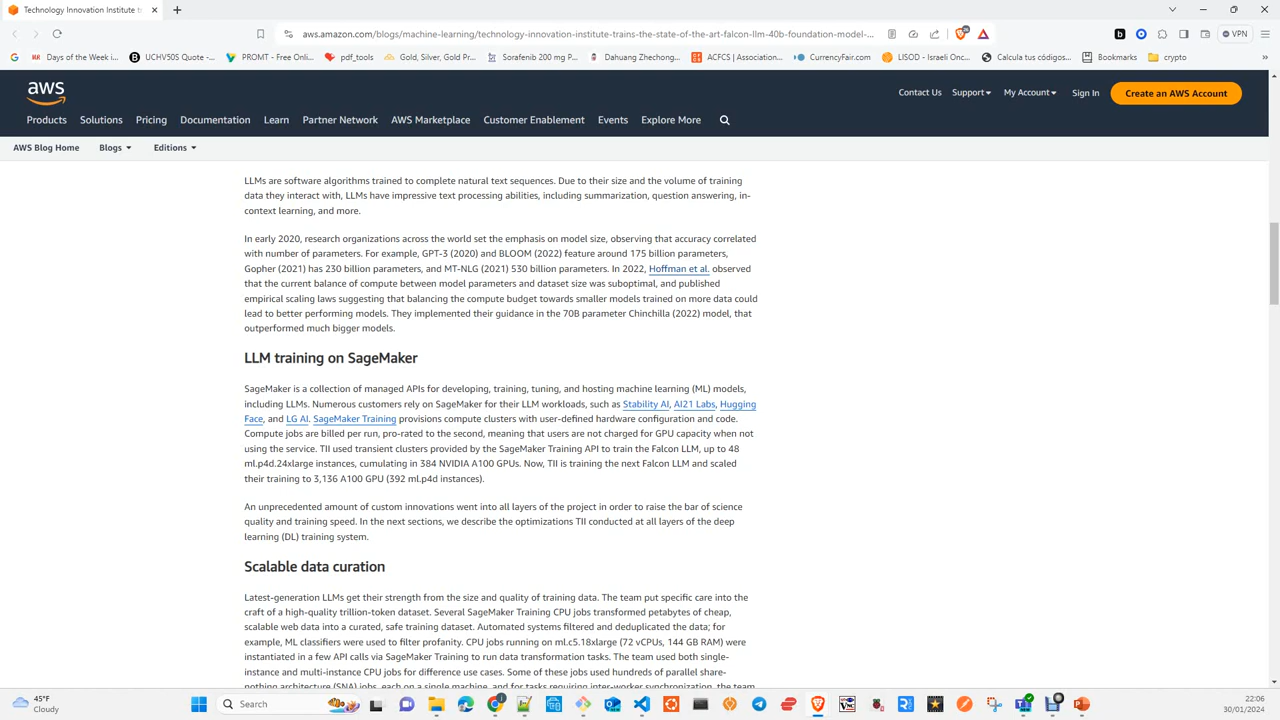 Technology Innovation Institute t
aws.amazon.com/blogs/machine-learning/technology-innovation-institute-trains-the-state-of-the-art-falcon-llm-40b-foundation-model-...
VPN
Days of the Week i...
UCHV50S Quote -...
PROMT - Free Onli...
pdf_tools
Gold, Silver, Gold Pr...
Sorafenib 200 mg P...
Dahuang Zhechong...
ACFCS | Association...
CurrencyFair.com
LISOD - Israeli Onc...
Calcula tus códigos...
Bookmarks
crypto
aws
Contact Us
Support
My Account
Sign In
Create an AWS Account
Products
Solutions
Pricing
Documentation
Learn
Partner Network
AWS Marketplace
Customer Enablement
Events
Explore More
AWS Blog Home
Blogs
Editions
LLMs are software algorithms trained to complete natural text sequences. Due to their size and the volume of training
data they interact with, LLMs have impressive text processing abilities, including summarization, question answering, in-
context learning, and more.
In early 2020, research organizations across the world set the emphasis on model size, observing that accuracy correlated
with number of parameters. For example, GPT-3 (2020) and BLOOM (2022) feature around 175 billion parameters,
Gopher (2021) has 230 billion parameters, and MT-NLG (2021) 530 billion parameters. In 2022, Hoffman et al. observed
that the current balance of compute between model parameters and dataset size was suboptimal, and published
empirical scaling laws suggesting that balancing the compute budget towards smaller models trained on more data could
lead to better performing models. They implemented their guidance in the 70B parameter Chinchilla (2022) model, that
outperformed much bigger models.
LLM training on SageMaker
SageMaker is a collection of managed APIs for developing, training, tuning, and hosting machine learning (ML) models,
including LLMs. Numerous customers rely on SageMaker for their LLM workloads, such as Stability AI, AI21 Labs, Hugging
Face, and LG AI. SageMaker Training provisions compute clusters with user-defined hardware configuration and code.
Compute jobs are billed per run, pro-rated to the second, meaning that users are not charged for GPU capacity when not
using the service. TII used transient clusters provided by the SageMaker Training API to train the Falcon LLM, up to 48
ml.p4d.24xlarge instances, cumulating in 384 NVIDIA A100 GPUs. Now, TII is training the next Falcon LLM and scaled
their training to 3,136 A100 GPU (392 ml.p4d instances).
An unprecedented amount of custom innovations went into all layers of the project in order to raise the bar of science
quality and training speed. In the next sections, we describe the optimizations TII conducted at all layers of the deep
learning (DL) training system.
Scalable data curation
Latest-generation LLMs get their strength from the size and quality of training data. The team put specific care into the
craft of a high-quality trillion-token dataset. Several SageMaker Training CPU jobs transformed petabytes of cheap,
scalable web data into a curated, safe training dataset. Automated systems filtered and deduplicated the data; for
example, ML classifiers were used to filter profanity. CPU jobs running on ml.c5.18xlarge (72 vCPUs, 144 GB RAM) were
instantiated in a few API calls via SageMaker Training to run data transformation tasks. The team used both single-
instance and multi-instance CPU jobs for difference use cases. Some of these jobs used hundreds of parallel share-
nothing architecture (SNA) jobs, each on a single machine, and for tasks requiring inter-worker synchronization, the team
45°F
Cloudy
Search
22:06
30/01/2024